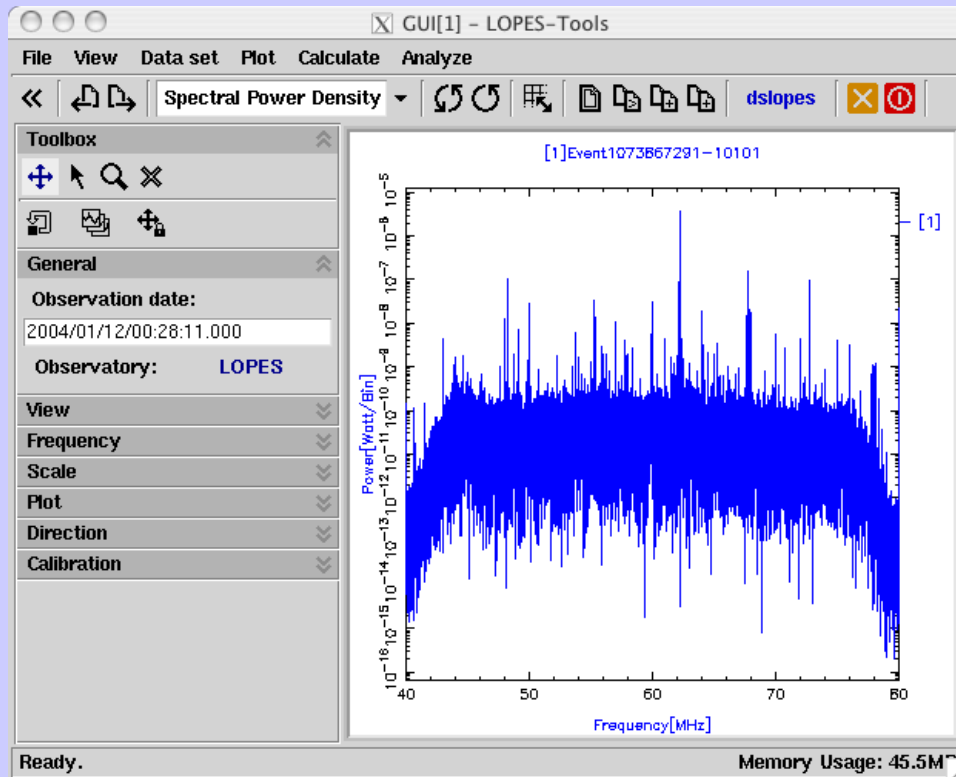 X GUI[1] – LOPES–Tools
File View Data set Plot Calculate Analyze
Spectral Power Density dslopes
Toolbox
General
Observation date:
2004/01/12/00:28:11.000
Observatory: LOPES
View
Frequency
Scale
Plot
Direction
Calibration
[1]Event1073867291-10101
[1]
10^-5
10^-6
10^-7
10^-8
10^-9
10^-10
10^-11
10^-12
10^-13
10^-14
10^-15
10^-16
Power[Watt/Bin]
40 50 60 70 80
Frequency[MHz]
Ready. Memory Usage: 45.5M